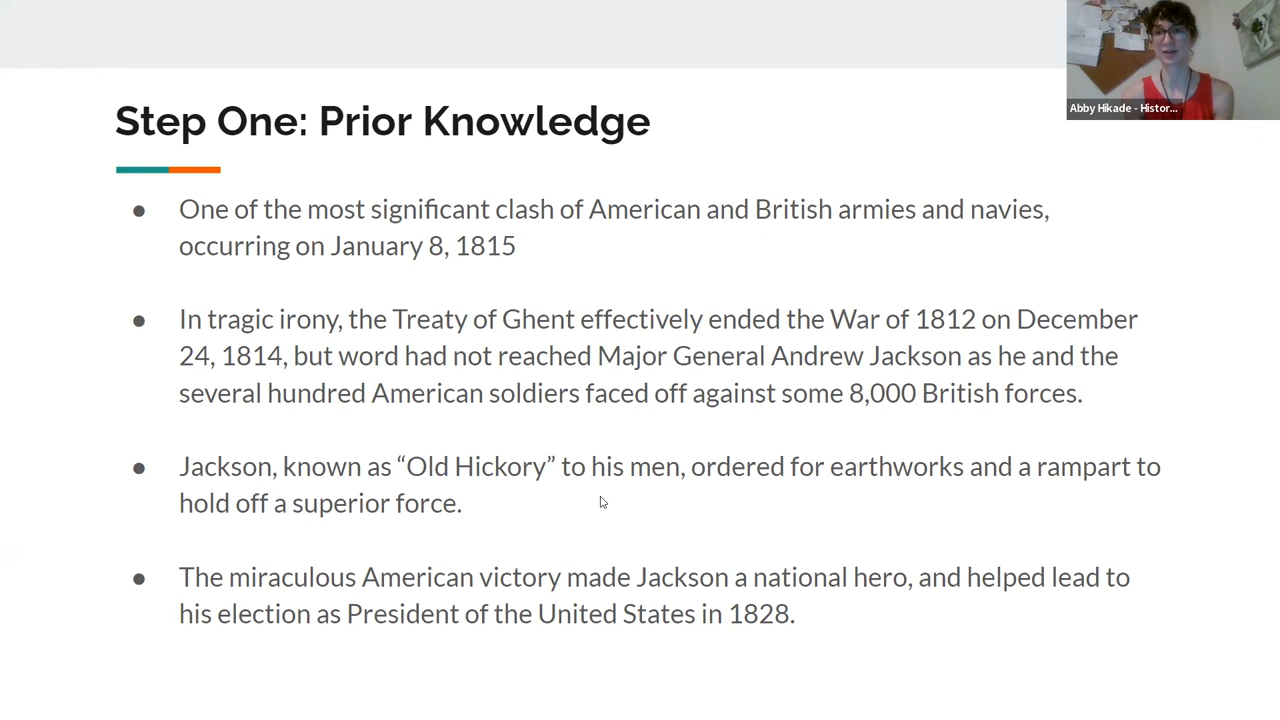 Abby Hikade - Histor...
Step One: Prior Knowledge
● One of the most significant clash of American and British armies and navies,
occurring on January 8, 1815
● In tragic irony, the Treaty of Ghent effectively ended the War of 1812 on December
24, 1814, but word had not reached Major General Andrew Jackson as he and the
several hundred American soldiers faced off against some 8,000 British forces.
● Jackson, known as “Old Hickory” to his men, ordered for earthworks and a rampart to
hold off a superior force.
● The miraculous American victory made Jackson a national hero, and helped lead to
his election as President of the United States in 1828.